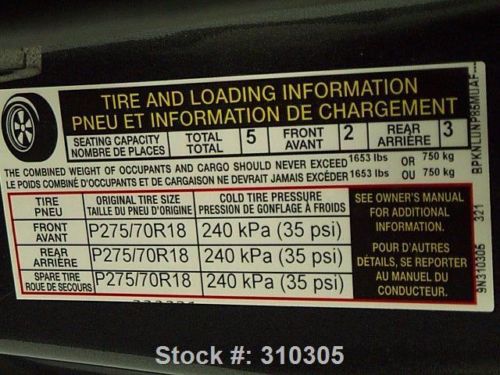 TIRE AND LOADING INFORMATION
PNEU ET INFORMATION DE CHARGEMENT
SEATING CAPACITY TOTAL 5 FRONT 2 REAR 3
NOMBRE DE PLACES TOTAL AVANT ARRIÈRE
THE COMBINED WEIGHT OF OCCUPANTS AND CARGO SHOULD NEVER EXCEED 1653 lbs OR 750 kg
LE POIDS COMBINÉ D'OCCUPANTS ET DE CARGAISON NE DEVRAIT JAMAIS EXCÉDER 1653 lbs OU 750 kg
TIRE ORIGINAL TIRE SIZE COLD TIRE PRESSURE
PNEU TAILLE DU PNEU D'ORIGINE PRESSION DE GONFLAGE À FROID
FRONT
AVANT P275/70R18 240 kPa (35 psi)
REAR
ARRIÈRE P275/70R18 240 kPa (35 psi)
SPARE TIRE
ROUE DE SECOURS P275/70R18 240 kPa (35 psi)
SEE OWNER'S MANUAL
FOR ADDITIONAL
INFORMATION.
POUR D'AUTRES
DÉTAILS, SE REPORTER
AU MANUEL DU
CONDUCTEUR.
321
9N310305
Stock #: 310305